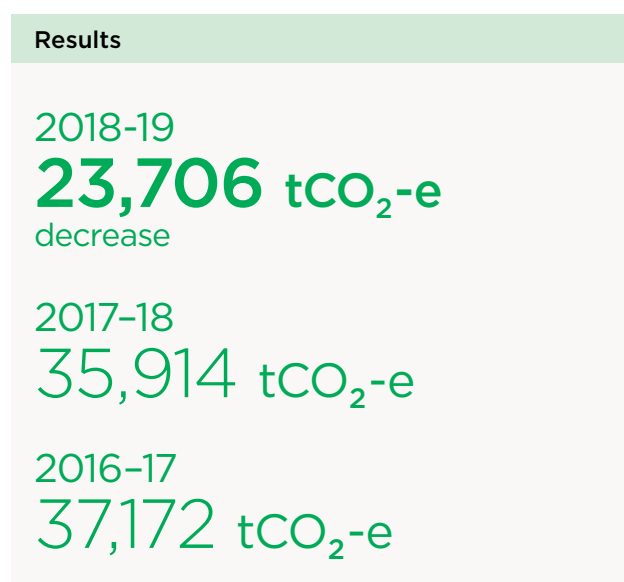 Results
2018-19
23,706 tCO₂-e
decrease
2017–18
35,914 tCO₂-e
2016–17
37,172 tCO₂-e